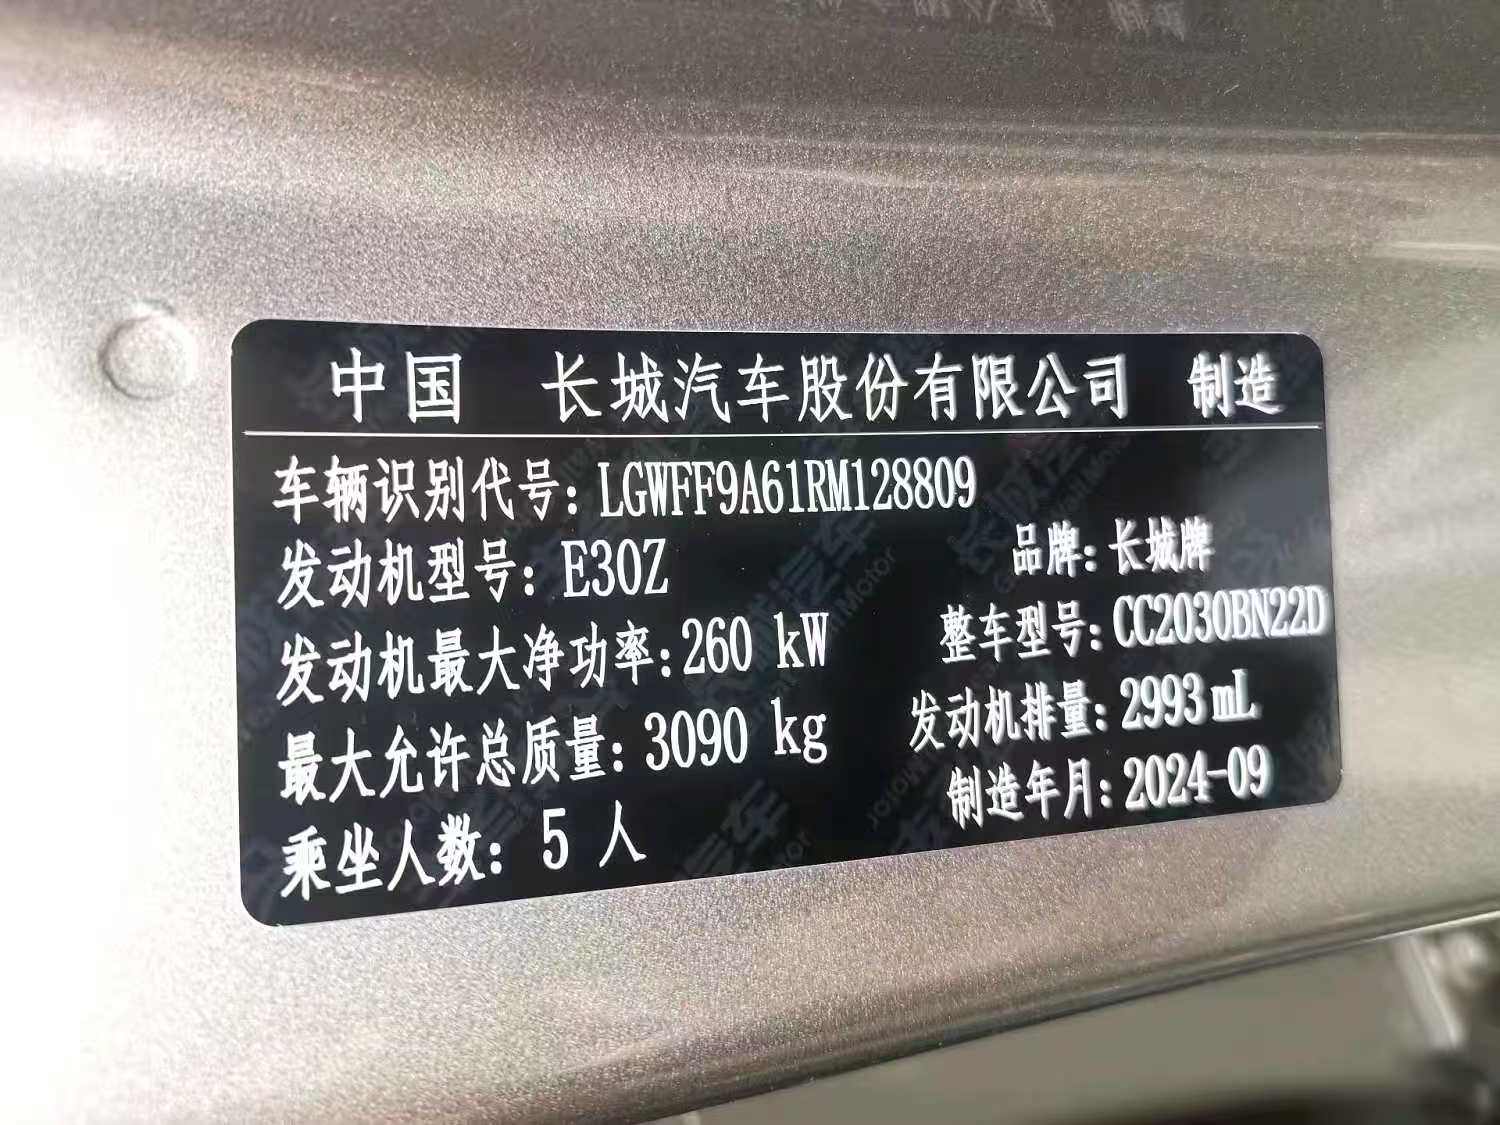 中国 长城汽车股份有限公司 制造
车辆识别代号：LGWFF9A61RM128809
发动机型号：E30Z 品牌：长城牌
发动机最大净功率：260 kW 整车型号：CC2030BN22D
最大允许总质量：3090 kg 发动机排量：2993mL
乘坐人数：5 人 制造年月：2024-09